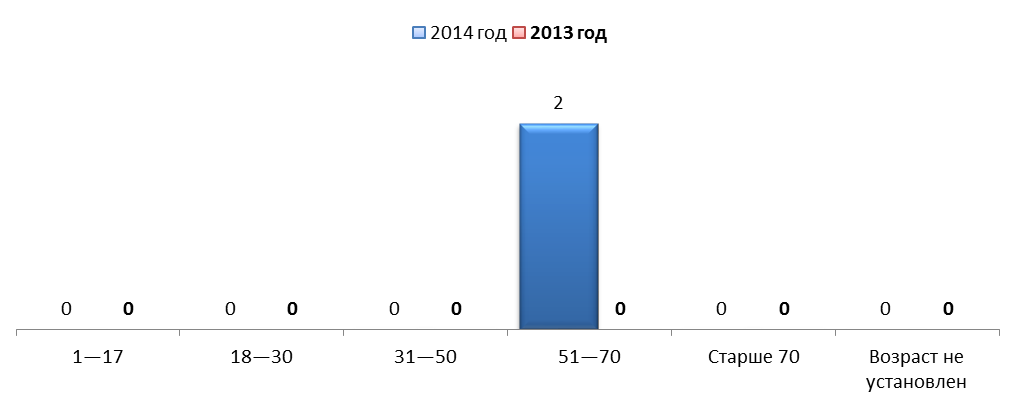 2014 год 2013 год
2
0 0 0 0 0 0 0 0 0 0 0
1—17 18—30 31—50 51—70 Старше 70 Возраст не
установлен